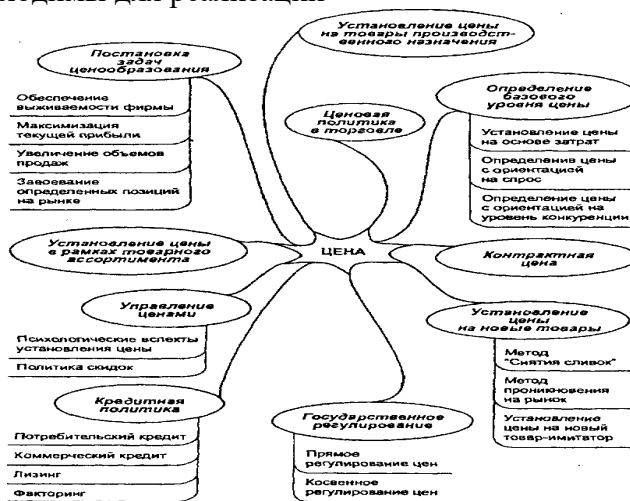 ходимы для реализации
Установление цены
на товары производст-
венного назначения
Постановка
задач
ценообразования
Обеспечение
выживаемости фирмы
Максимизация
текущей прибыли
Увеличение объемов
продаж
Завоевание
определенных позиций
на рынке
Ценовая
политика
в торговле
Определение
базового
уровня цены
Установление цены
на основе затрат
Определение цены
с ориентацией
на спрос
Определение цены
с ориентацией на
уровень конкуренции
Установление цены
в рамках товарного
ассортимента
ЦЕНА
Контрактная
цена
Управление
ценами
Психологические аспекты
установления цены
Политика скидок
Установление
цены
на новые товары
Метод
"Снятия сливок"
Метод
проникновения
на рынок
Установление
цены на новый
товар-имитатор
Кредитная
политика
Потребительский кредит
Коммерческий кредит
Лизинг
Факторинг
Государственное
регулирование
Прямое
регулирование цен
Косвенное
регулирование цен